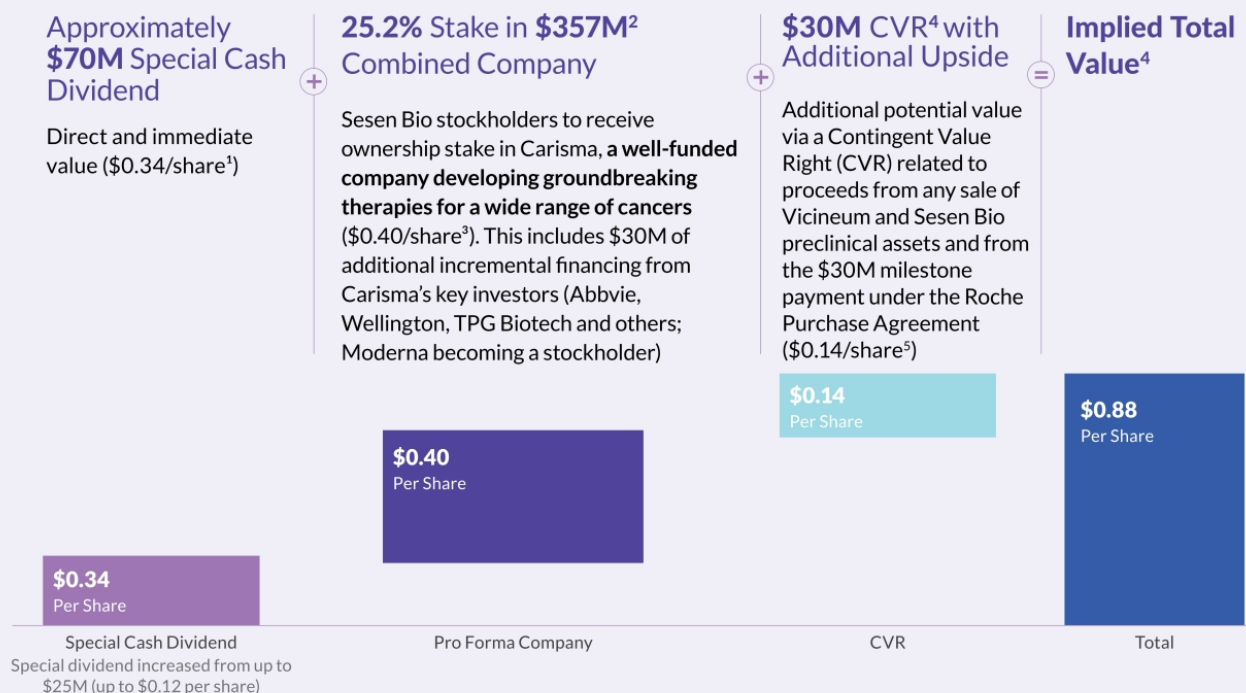 Approximately
$70M Special Cash
Dividend
Direct and immediate
value ($0.34/share¹)
+
25.2% Stake in $357M²
Combined Company
Sesen Bio stockholders to receive
ownership stake in Carisma, a well-funded
company developing groundbreaking
therapies for a wide range of cancers
($0.40/share³). This includes $30M of
additional incremental financing from
Carisma's key investors (Abbvie,
Wellington, TPG Biotech and others;
Moderna becoming a stockholder)
+
$30M CVR⁴ with
Additional Upside
Additional potential value
via a Contingent Value
Right (CVR) related to
proceeds from any sale of
Vicineum and Sesen Bio
preclinical assets and from
the $30M milestone
payment under the Roche
Purchase Agreement
($0.14/share⁵)
=
Implied Total
Value⁴
$0.34
Per Share
$0.40
Per Share
$0.14
Per Share
$0.88
Per Share
Special Cash Dividend
Special dividend increased from up to
$25M (up to $0.12 per share)
Pro Forma Company
CVR
Total